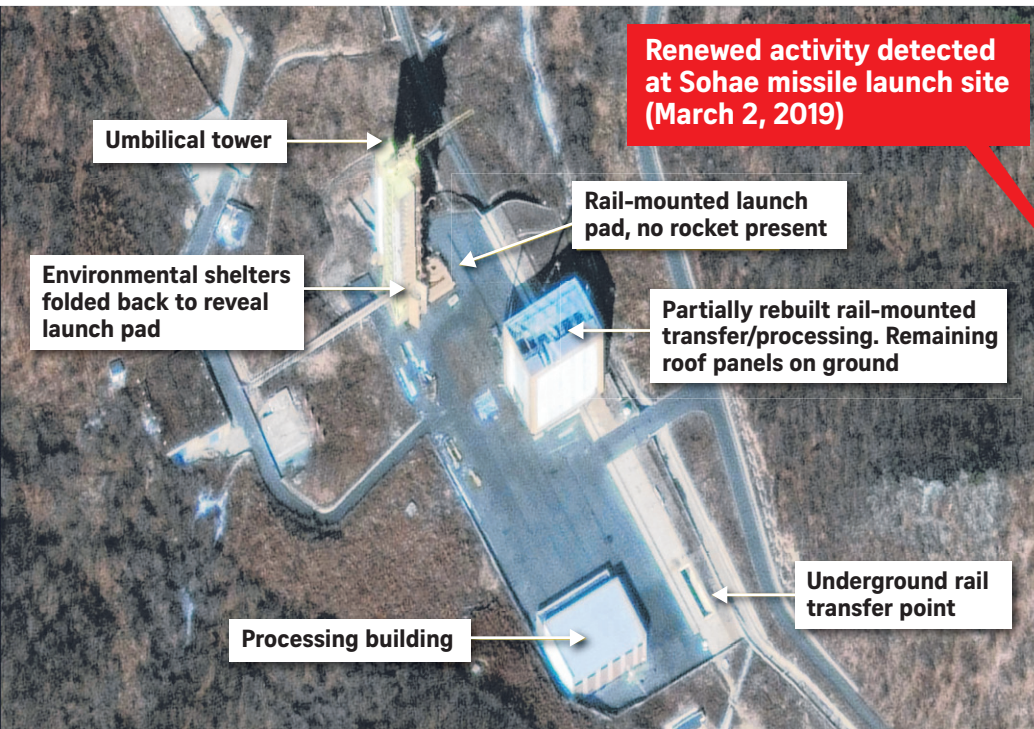 Renewed activity detected
at Sohae missile launch site
(March 2, 2019)
Umbilical tower
Rail-mounted launch
pad, no rocket present
Environmental shelters
folded back to reveal
launch pad
Partially rebuilt rail-mounted
transfer/processing. Remaining
roof panels on ground
Underground rail
transfer point
Processing building